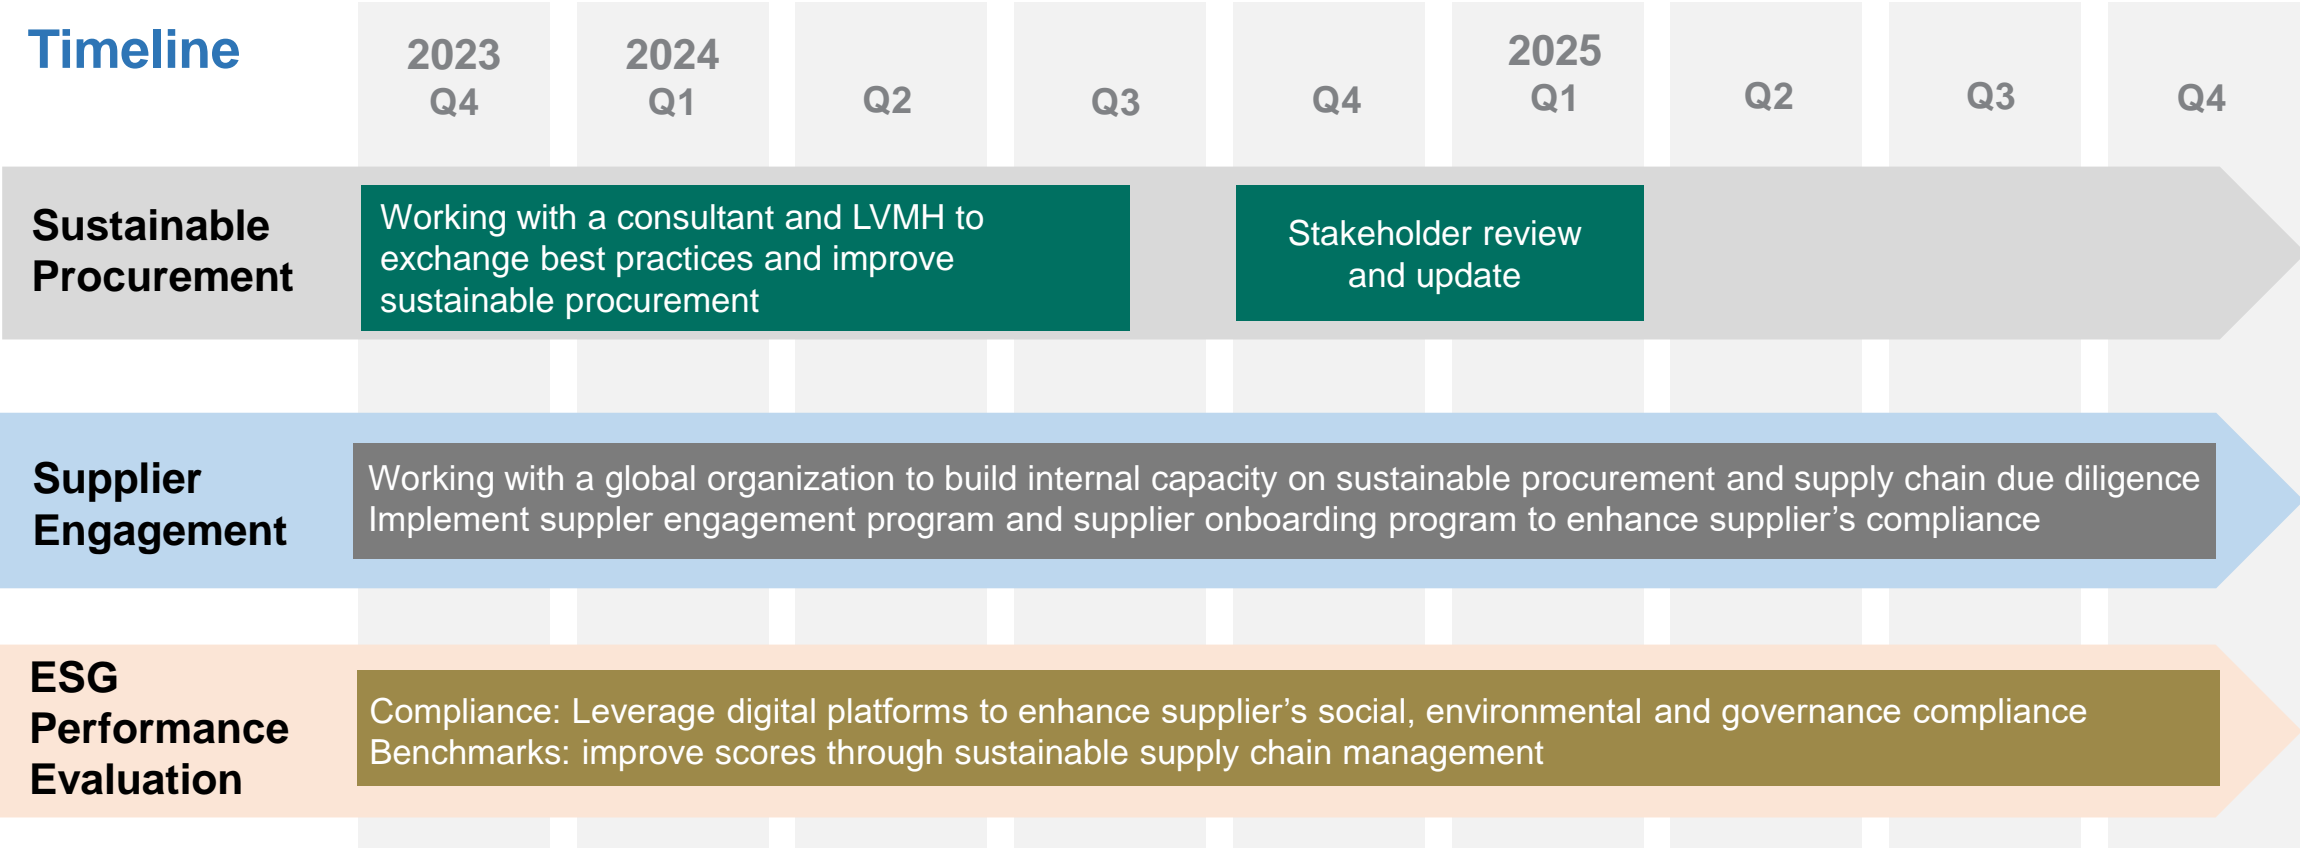 Timeline
2023
Q4
2024
Q1
Q2
Q3
Q4
2025
Q1
Q2
Q3
Q4
Sustainable
Procurement
Working with a consultant and LVMH to
exchange best practices and improve
sustainable procurement
Stakeholder review
and update
Supplier
Engagement
Working with a global organization to build internal capacity on sustainable procurement and supply chain due diligence
Implement suppler engagement program and supplier onboarding program to enhance supplier’s compliance
ESG
Performance
Evaluation
Compliance: Leverage digital platforms to enhance supplier’s social, environmental and governance compliance
Benchmarks: improve scores through sustainable supply chain management